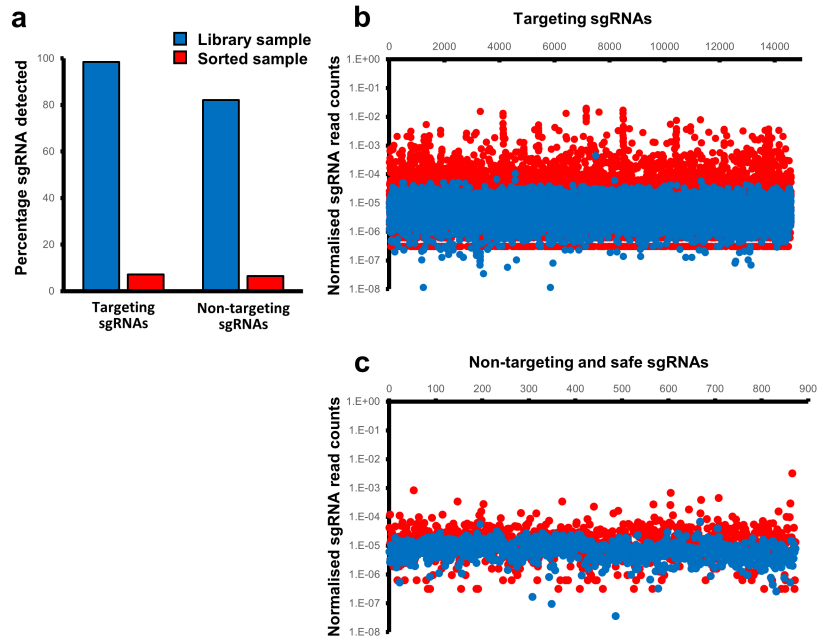 a
Library sample
Sorted sample
Percentage sgRNA detected
100
80
60
40
20
0
Targeting
sgRNAs
Non-targeting
sgRNAs
b
Targeting sgRNAs
0 2000 4000 6000 8000 10000 12000 14000
Normalised sgRNA read counts
1.E+00
1.E-01
1.E-02
1.E-03
1.E-04
1.E-05
1.E-06
1.E-07
1.E-08
c
Non-targeting and safe sgRNAs
0 100 200 300 400 500 600 700 800 900
Normalised sgRNA read counts
1.E+00
1.E-01
1.E-02
1.E-03
1.E-04
1.E-05
1.E-06
1.E-07
1.E-08